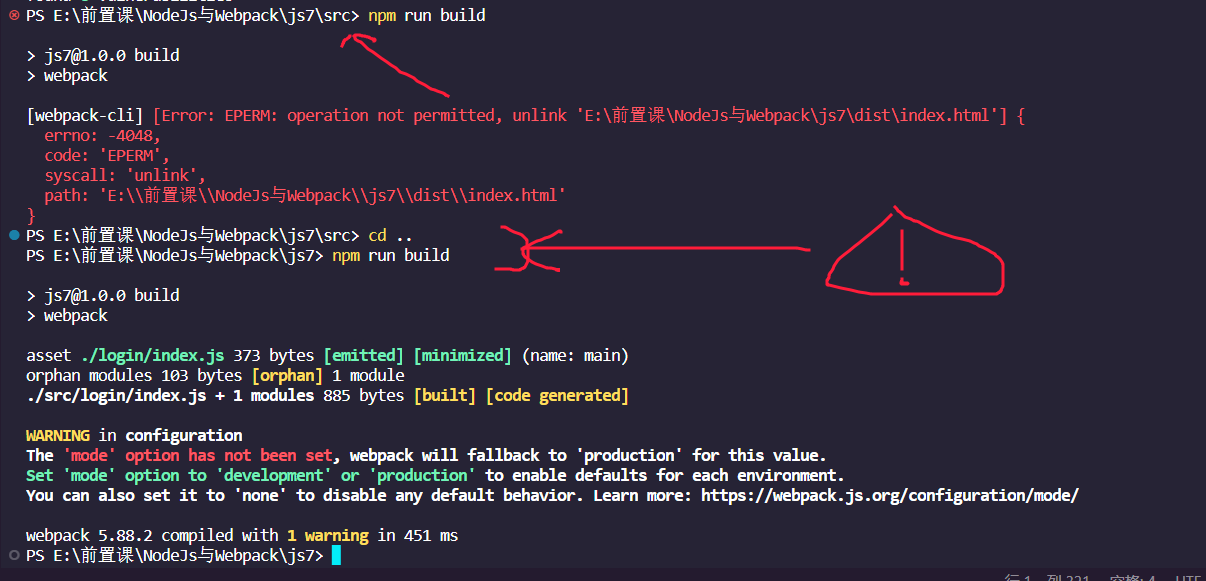 PS E:\前置课\NodeJs与Webpack\js7\src> npm run build
> js7@1.0.0 build
> webpack
[webpack-cli] [Error: EPERM: operation not permitted, unlink 'E:\前置课\NodeJs与Webpack\js7\dist\index.html'] {
  errno: -4048,
  code: 'EPERM',
  syscall: 'unlink',
  path: 'E:\\前置课\\NodeJs与Webpack\\js7\\dist\\index.html'
}
PS E:\前置课\NodeJs与Webpack\js7\src> cd ..
PS E:\前置课\NodeJs与Webpack\js7> npm run build
!
> js7@1.0.0 build
> webpack
asset ./login/index.js 373 bytes [emitted] [minimized] (name: main)
orphan modules 103 bytes [orphan] 1 module
./src/login/index.js + 1 modules 885 bytes [built] [code generated]
WARNING in configuration
The 'mode' option has not been set, webpack will fallback to 'production' for this value.
Set 'mode' option to 'development' or 'production' to enable defaults for each environment.
You can also set it to 'none' to disable any default behavior. Learn more: https://webpack.js.org/configuration/mode/
webpack 5.88.2 compiled with 1 warning in 451 ms
PS E:\前置课\NodeJs与Webpack\js7>